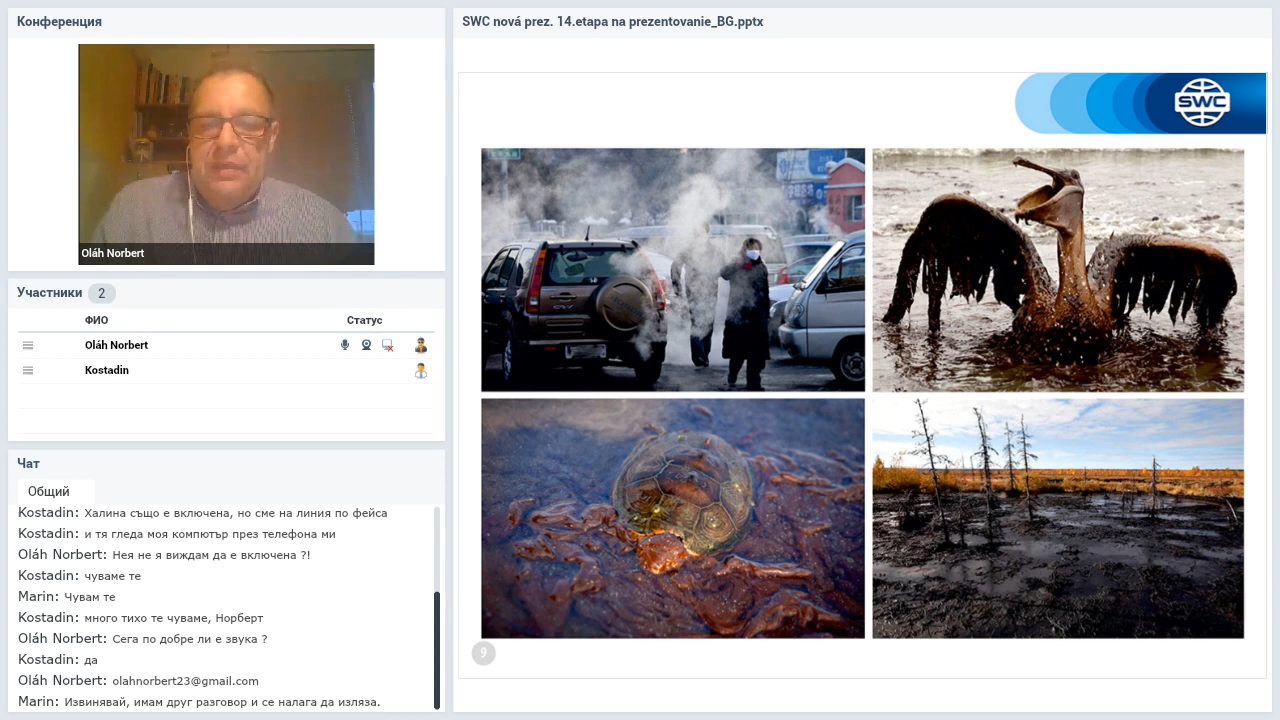 Конференция
Oláh Norbert
Участники 2
ФИО Статус
Oláh Norbert
Kostadin
Чат
Общий
Kostadin: Халина също е включена, но сме на линия по фейса
Kostadin: и тя гледа моя компютър през телефона ми
Oláh Norbert: Нея не я виждам да е включена ?!
Kostadin: чуваме те
Marin: Чувам те
Kostadin: много тихо те чуваме, Норберт
Oláh Norbert: Сега по добре ли е звука ?
Kostadin: да
Oláh Norbert: olahnorbert23@gmail.com
Marin: Извинявай, имам друг разговор и се налага да изляза.
SWC nová prez. 14.etapa na prezentovanie_BG.pptx
SWC
9